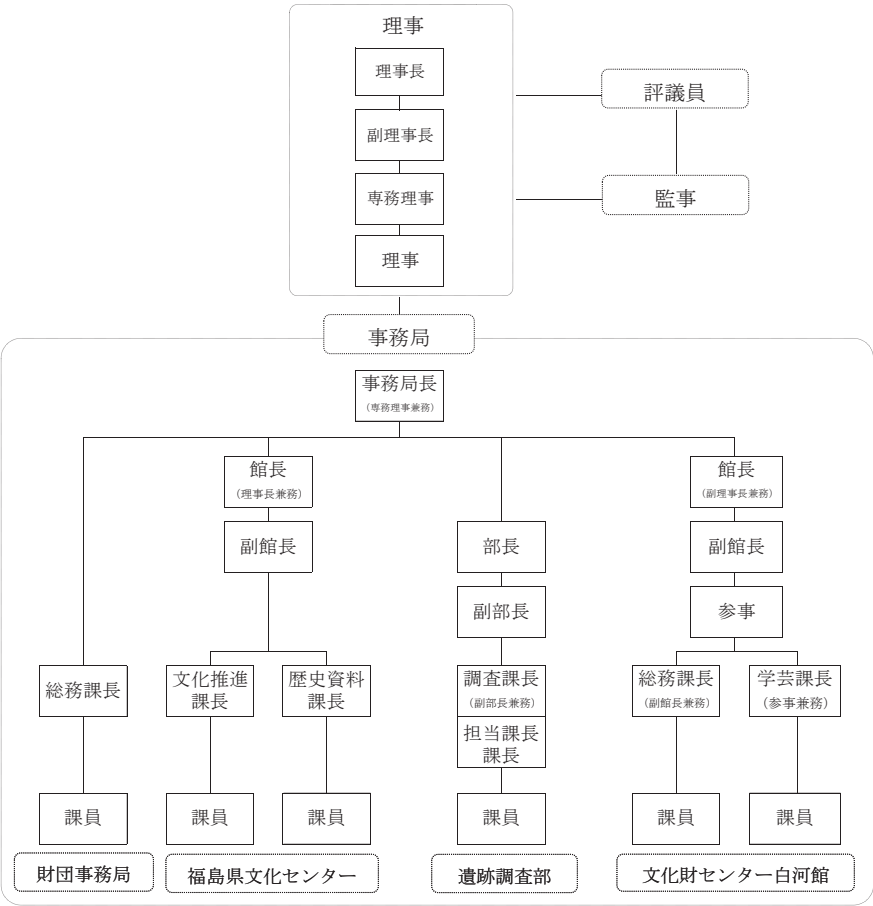 理事
理事長
副理事長
専務理事
理事
評議員
監事
事務局
事務局長
（専務理事兼務）
館長
（理事長兼務）
副館長
部長
副部長
館長
（副理事長兼務）
副館長
参事
総務課長
文化推進
課長
歴史資料
課長
調査課長
（副部長兼務）
担当課長
課長
総務課長
（副館長兼務）
学芸課長
（参事兼務）
課員
課員
課員
課員
課員
課員
財団事務局
福島県文化センター
遺跡調査部
文化財センター白河館